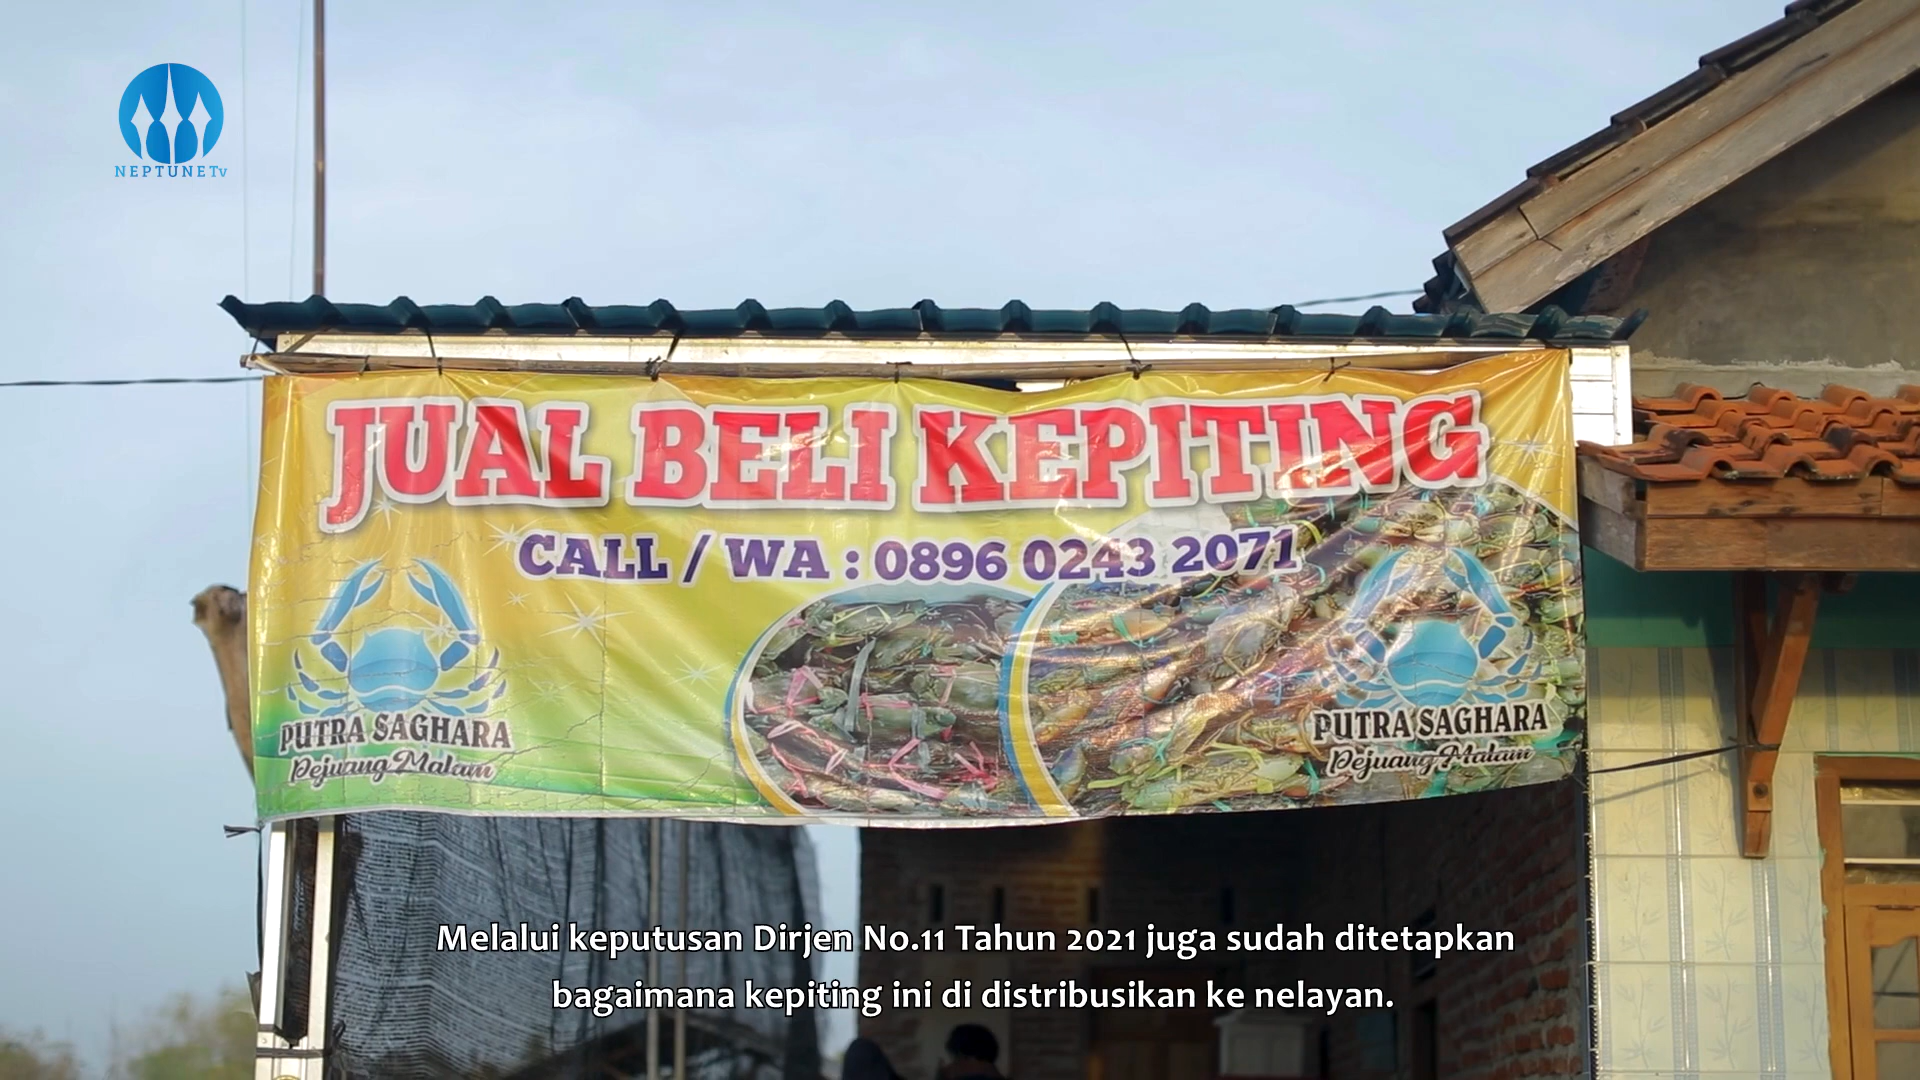 NEPTUNETv
JUAL BELI KEPITING
CALL / WA : 0896 0243 2071
PUTRA SAGHARA
Pejuang Malam
PUTRA SAGHARA
Pejuang Malam
Melalui keputusan Dirjen No.11 Tahun 2021 juga sudah ditetapkan
bagaimana kepiting ini di distribusikan ke nelayan.